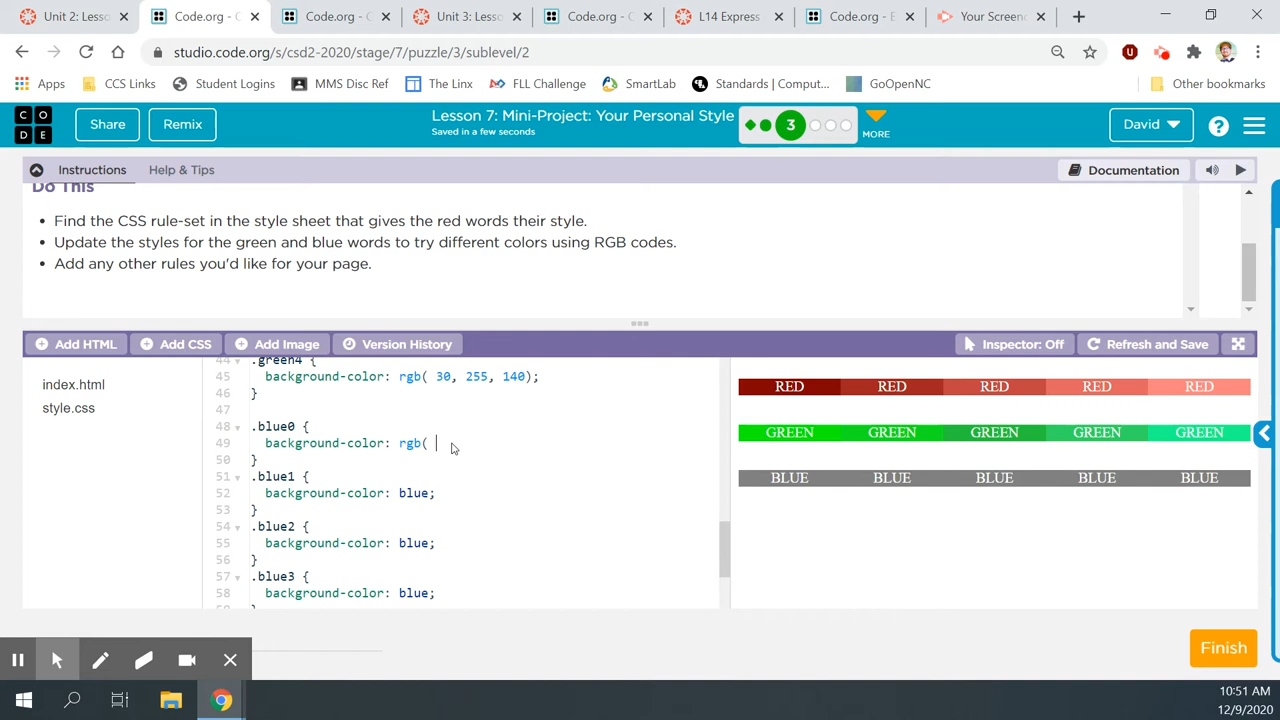 Unit 2: Lesso
Code.org - C
Code.org - C
Unit 3: Lesso
Code.org - C
L14 Express
Code.org - E
Your Screen
studio.code.org/s/csd2-2020/stage/7/puzzle/3/sublevel/2
Apps
CCS Links
Student Logins
MMS Disc Ref
The Linx
FLL Challenge
SmartLab
Standards | Comput...
GoOpenNC
Other bookmarks
C O
D E
Share
Remix
Lesson 7: Mini-Project: Your Personal Style
Saved in a few seconds
3
MORE
David
?
Instructions
Help & Tips
Documentation
Do This
• Find the CSS rule-set in the style sheet that gives the red words their style.
• Update the styles for the green and blue words to try different colors using RGB codes.
• Add any other rules you'd like for your page.
Add HTML
Add CSS
Add Image
Version History
Inspector: Off
Refresh and Save
index.html
style.css
44 .green4 {
45 background-color: rgb( 30, 255, 140);
46 }
47
48 .blue0 {
49 background-color: rgb(
50 }
51 .blue1 {
52 background-color: blue;
53 }
54 .blue2 {
55 background-color: blue;
56 }
57 .blue3 {
58 background-color: blue;
RED RED RED RED RED
GREEN GREEN GREEN GREEN GREEN
BLUE BLUE BLUE BLUE BLUE
Finish
10:51 AM
12/9/2020